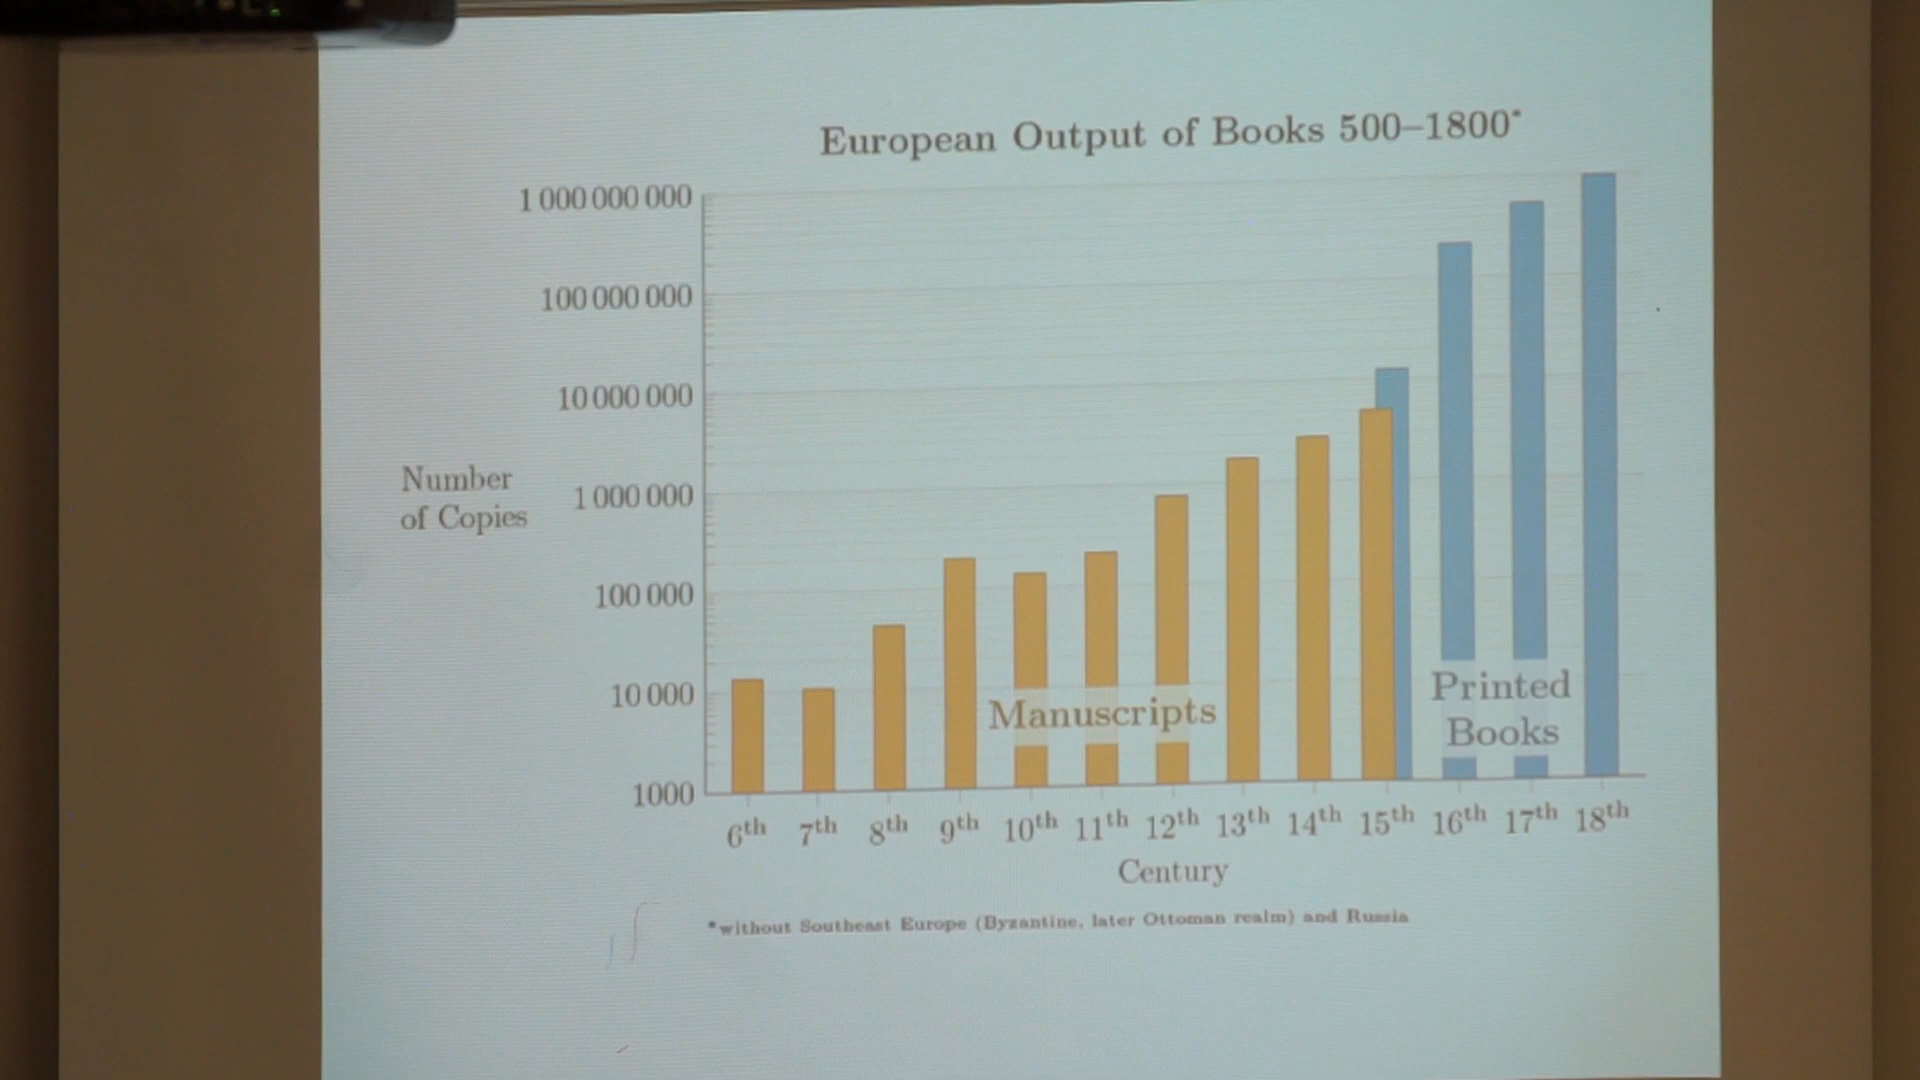 European Output of Books 500–1800*
1 000 000 000
100 000 000
10 000 000
Number
of Copies
1 000 000
100 000
10 000
1000
Manuscripts
Printed
Books
6th 7th 8th 9th 10th 11th 12th 13th 14th 15th 16th 17th 18th
Century
*without Southeast Europe (Byzantine, later Ottoman realm) and Russia